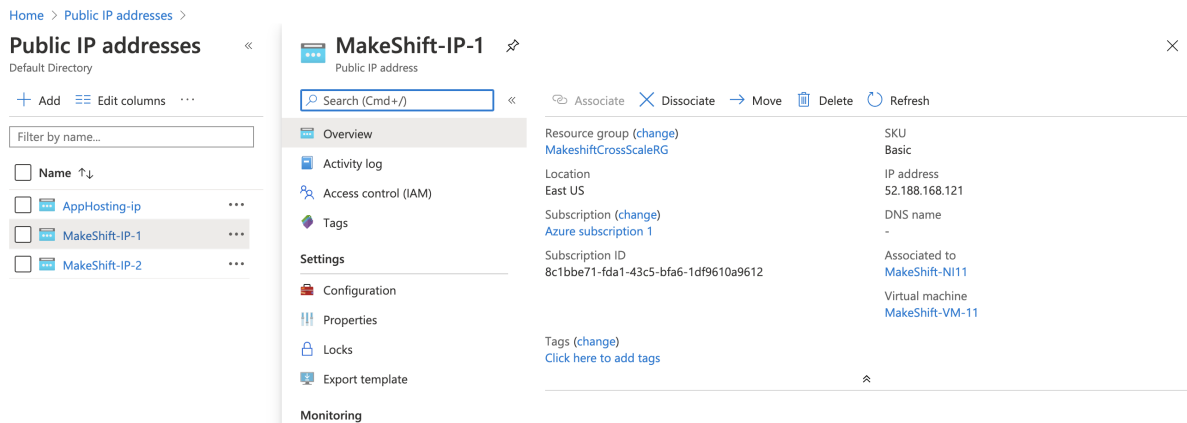 Home > Public IP addresses >
Public IP addresses
Default Directory
Add
Edit columns
Filter by name...
Name
AppHosting-ip
MakeShift-IP-1
MakeShift-IP-2
MakeShift-IP-1
Public IP address
Search (Cmd+/)
Overview
Activity log
Access control (IAM)
Tags
Settings
Configuration
Properties
Locks
Export template
Monitoring
Associate
Dissociate
Move
Delete
Refresh
Resource group (change)
MakeshiftCrossScaleRG
Location
East US
Subscription (change)
Azure subscription 1
Subscription ID
8c1bbe71-fda1-43c5-bfa6-1df9610a9612
SKU
Basic
IP address
52.188.168.121
DNS name
-
Associated to
MakeShift-NI11
Virtual machine
MakeShift-VM-11
Tags (change)
Click here to add tags